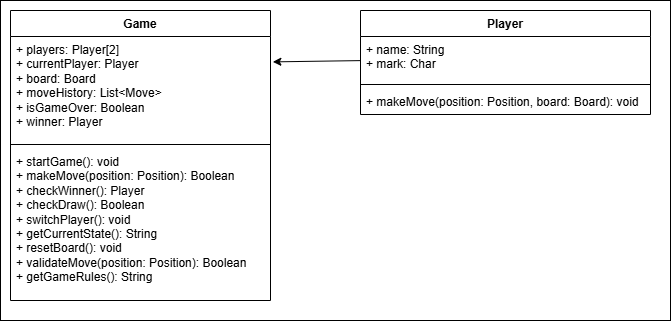 Game
+ players: Player[2]
+ currentPlayer: Player
+ board: Board
+ moveHistory: List<Move>
+ isGameOver: Boolean
+ winner: Player
+ startGame(): void
+ makeMove(position: Position): Boolean
+ checkWinner(): Player
+ checkDraw(): Boolean
+ switchPlayer(): void
+ getCurrentState(): String
+ resetBoard(): void
+ validateMove(position: Position): Boolean
+ getGameRules(): String
Player
+ name: String
+ mark: Char
+ makeMove(position: Position, board: Board): void